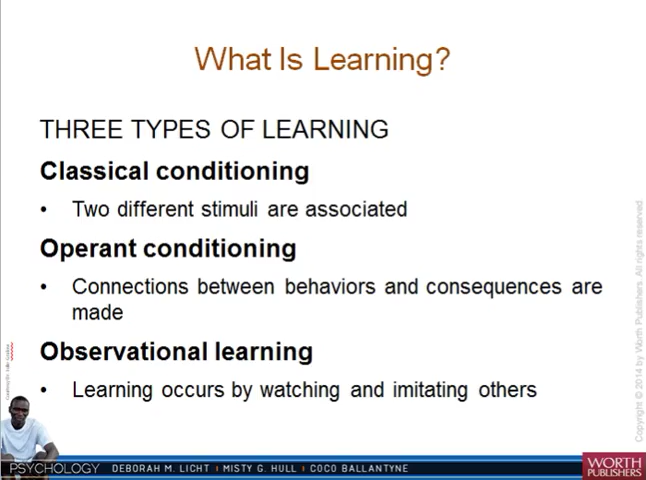 What Is Learning?
THREE TYPES OF LEARNING
Classical conditioning
• Two different stimuli are associated
Operant conditioning
• Connections between behaviors and consequences are
made
Observational learning
• Learning occurs by watching and imitating others
Copyright © 2014 by Worth Publishers. All rights reserved
PSYCHOLOGY DEBORAH M. LICHT I MISTY G. HULL I COCO BALLANTYNE
WORTH
PUBLISHERS